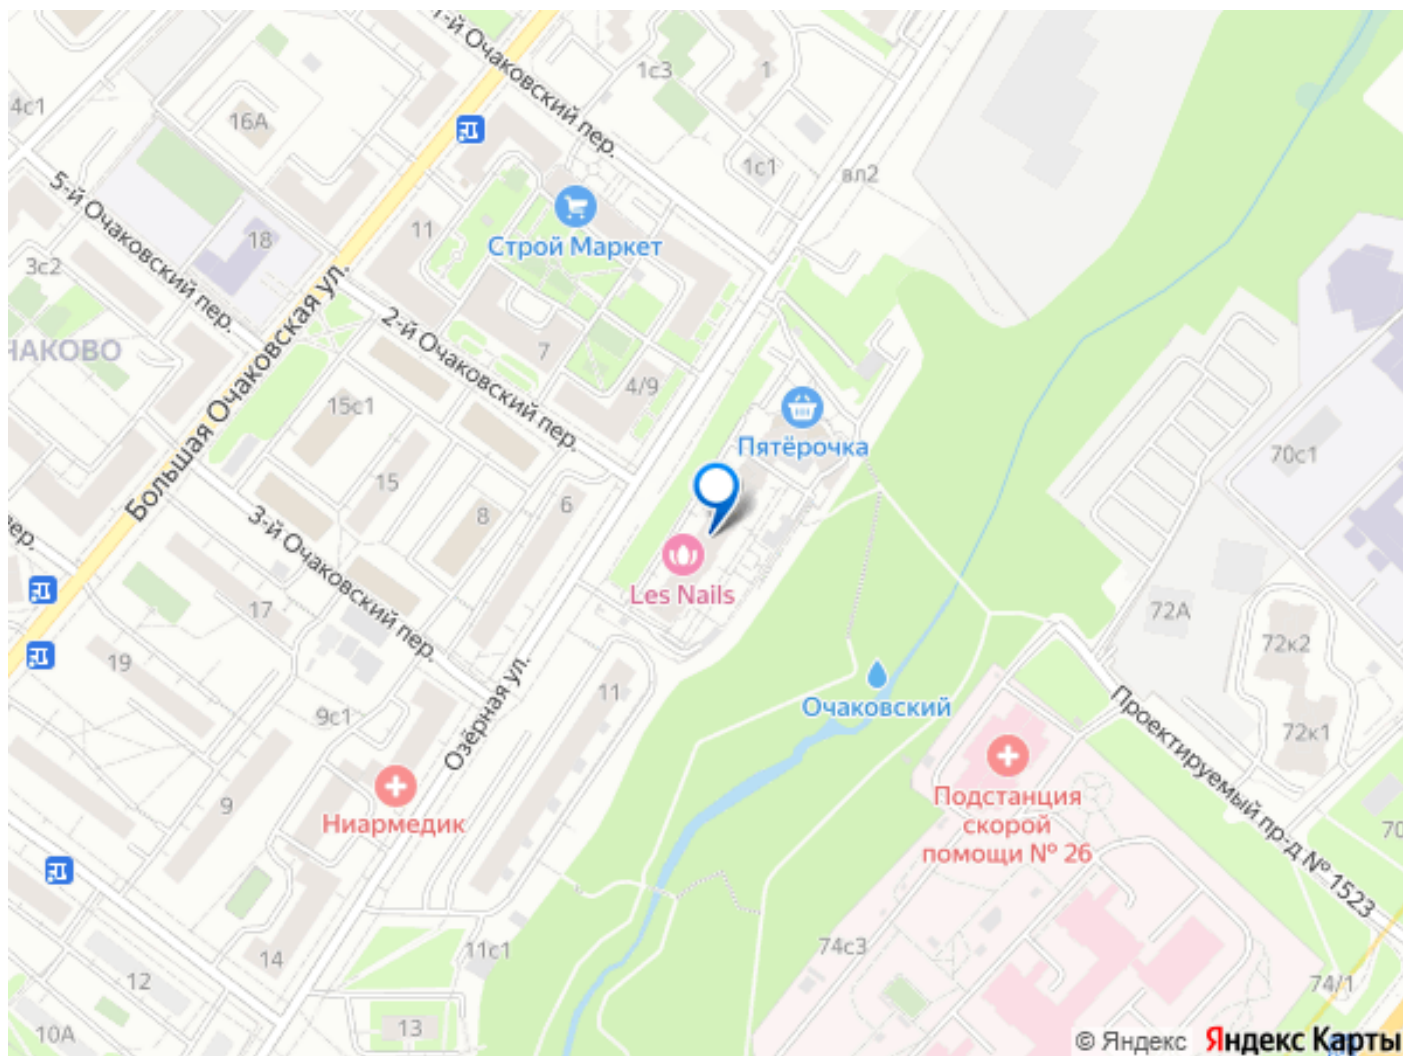 1-й Очаковский пер.
1с3
1
4с1
16А
1с1
вл2
5-й Очаковский пер.
11
Строй Маркет
18
3с2
2-й Очаковский пер.
Большая Очаковская ул.
7
4/9
15с1
Пятёрочка
15
70с1
8
6
3-й Очаковский пер.
Les Nails
17
72А
72к2
19
11
9с1
Озёрная ул.
Очаковский
Проектируемый пр-д № 1523
72к1
9
Ниармедик
Подстанция
скорой
помощи № 26
70
14
11с1
74с3
12
74/1
10А
13
© Яндекс Яндекс Карты